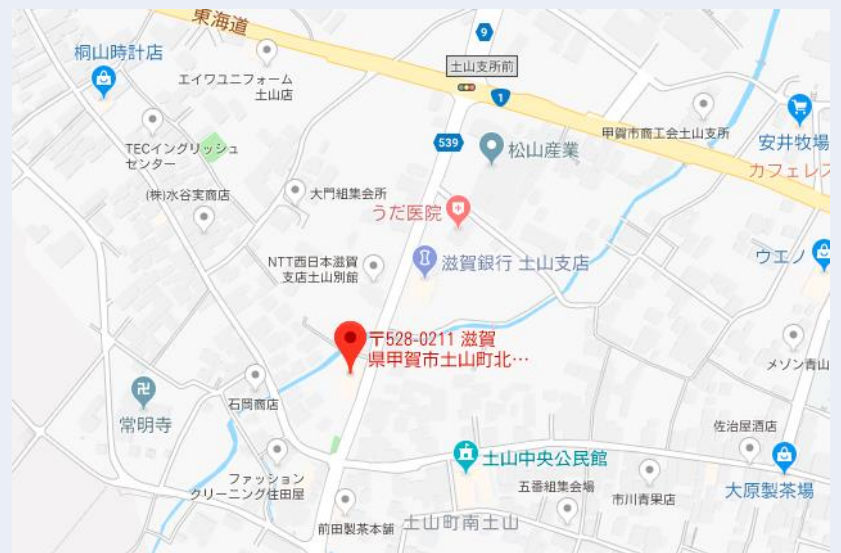 東海道
9
桐山時計店
エイワユニフォーム
土山店
土山支所前
1
TECイングリッシュ
センター
539
松山産業
甲賀市商工会土山支所
安井牧場
カフェレス
(株)水谷実商店
大門組集会所
うだ医院
NTT西日本滋賀
支店土山別館
滋賀銀行 土山支店
ウエノ
〒528-0211 滋賀
県甲賀市土山町北…
メゾン青山
石岡商店
卍
常明寺
佐治屋酒店
土山中央公民館
ファッション
クリーニング住田屋
五番組集会場
市川青果店
大原製茶場
前田製茶本舗
土山町南土山